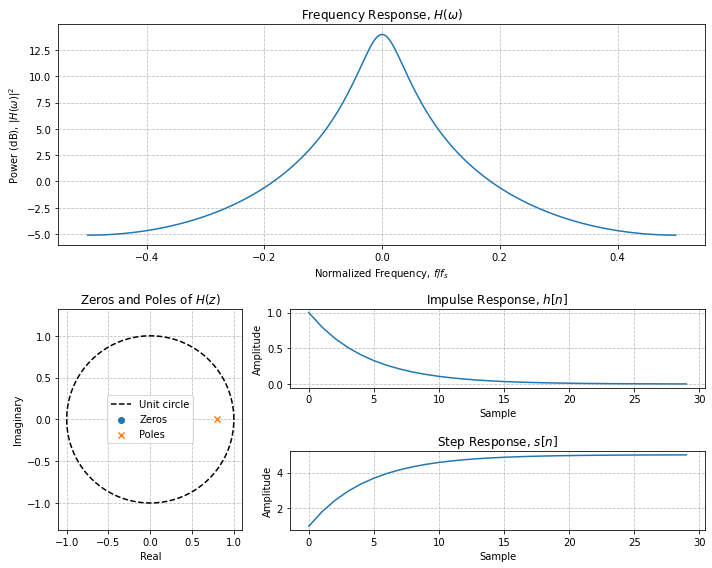 Frequency Response, H(ω)
Power (dB), |H(ω)|²
12.5
10.0
7.5
5.0
2.5
0.0
−2.5
−5.0
−0.4 −0.2 0.0 0.2 0.4
Normalized Frequency, f/fₛ
Zeros and Poles of H(z)
Imaginary
1.0
0.5
0.0
−0.5
−1.0
Unit circle
Zeros
Poles
−1.0 −0.5 0.0 0.5 1.0
Real
Impulse Response, h[n]
Amplitude
1.0
0.5
0.0
0 5 10 15 20 25 30
Sample
Step Response, s[n]
Amplitude
4
2
0 5 10 15 20 25 30
Sample